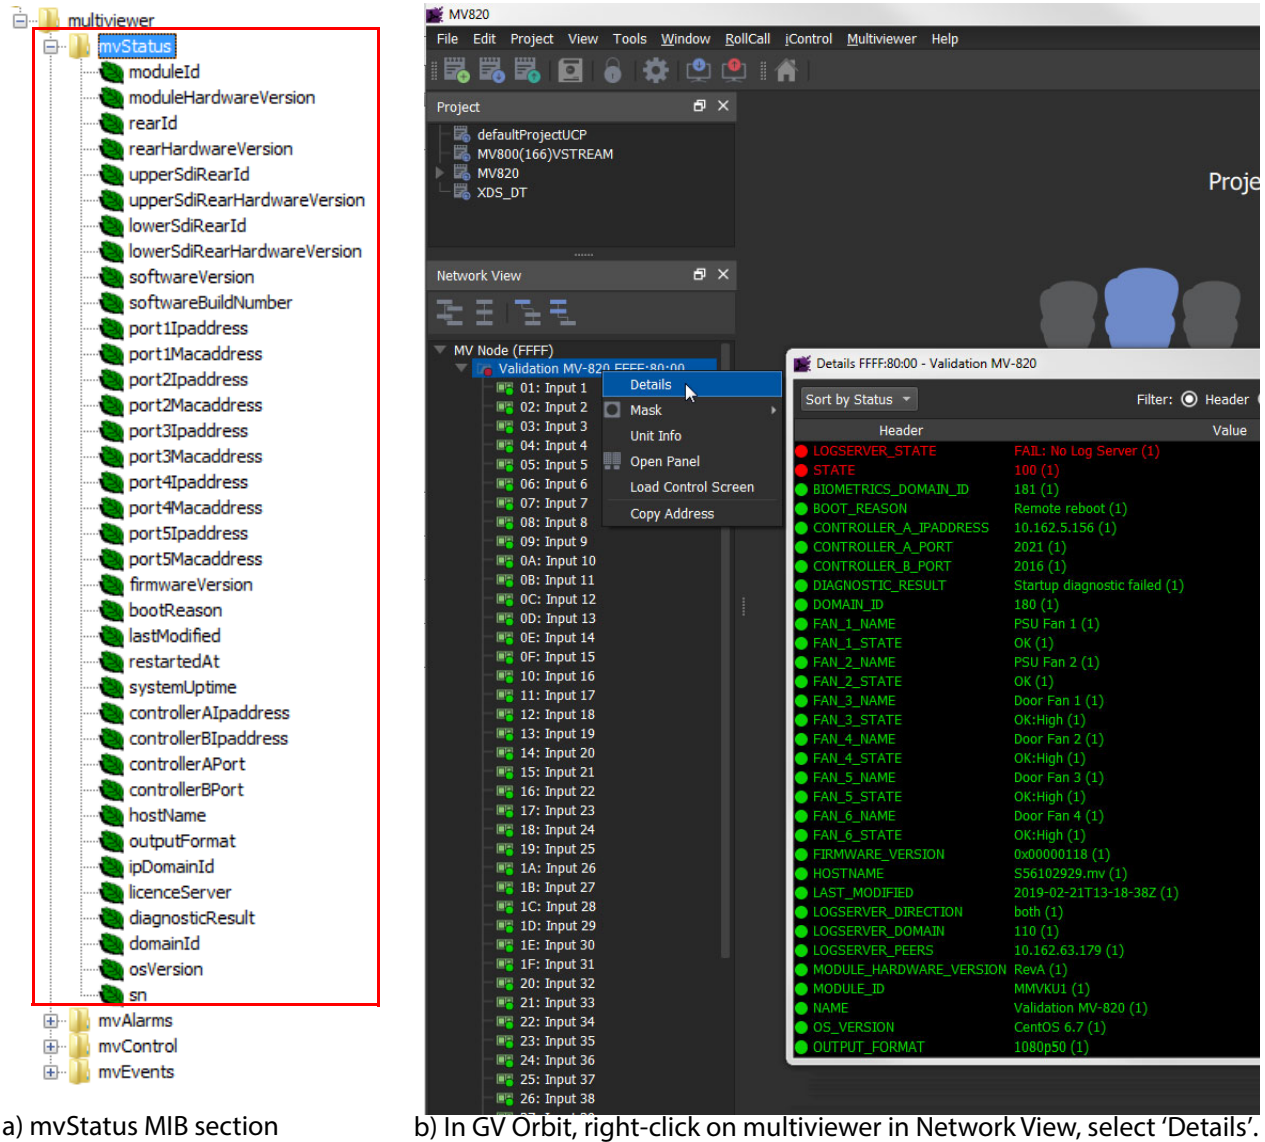 multiviewer
mvStatus
moduleId
moduleHardwareVersion
rearId
rearHardwareVersion
upperSdiRearId
upperSdiRearHardwareVersion
lowerSdiRearId
lowerSdiRearHardwareVersion
softwareVersion
softwareBuildNumber
port1Ipaddress
port1Macaddress
port2Ipaddress
port2Macaddress
port3Ipaddress
port3Macaddress
port4Ipaddress
port4Macaddress
port5Ipaddress
port5Macaddress
firmwareVersion
bootReason
lastModified
restartedAt
systemUptime
controllerAIpaddress
controllerBIpaddress
controllerAPort
controllerBPort
hostName
outputFormat
ipDomainId
licenceServer
diagnosticResult
domainId
osVersion
sn
mvAlarms
mvControl
mvEvents
a) mvStatus MIB section
MV820
File Edit Project View Tools Window RollCall iControl Multiviewer Help
Project
defaultProjectUCP
MV800(166)VSTREAM
MV820
XDS_DT
Proje
Network View
MV Node (FFFF)
Validation MV-820 FFFF:80:00
01: Input 1
02: Input 2
03: Input 3
04: Input 4
05: Input 5
06: Input 6
07: Input 7
08: Input 8
09: Input 9
0A: Input 10
0B: Input 11
0C: Input 12
0D: Input 13
0E: Input 14
0F: Input 15
10: Input 16
11: Input 17
12: Input 18
13: Input 19
14: Input 20
15: Input 21
16: Input 22
17: Input 23
18: Input 24
19: Input 25
1A: Input 26
1B: Input 27
1C: Input 28
1D: Input 29
1E: Input 30
1F: Input 31
20: Input 32
21: Input 33
22: Input 34
23: Input 35
24: Input 36
25: Input 37
26: Input 38
Details
Mask
Unit Info
Open Panel
Load Control Screen
Copy Address
Details FFFF:80:00 - Validation MV-820
Sort by Status Filter: Header
Header Value
LOGSERVER_STATE FAIL: No Log Server (1)
STATE 100 (1)
BIOMETRICS_DOMAIN_ID 181 (1)
BOOT_REASON Remote reboot (1)
CONTROLLER_A_IPADDRESS 10.162.5.156 (1)
CONTROLLER_A_PORT 2021 (1)
CONTROLLER_B_PORT 2016 (1)
DIAGNOSTIC_RESULT Startup diagnostic failed (1)
DOMAIN_ID 180 (1)
FAN_1_NAME PSU Fan 1 (1)
FAN_1_STATE OK (1)
FAN_2_NAME PSU Fan 2 (1)
FAN_2_STATE OK (1)
FAN_3_NAME Door Fan 1 (1)
FAN_3_STATE OK:High (1)
FAN_4_NAME Door Fan 2 (1)
FAN_4_STATE OK:High (1)
FAN_5_NAME Door Fan 3 (1)
FAN_5_STATE OK:High (1)
FAN_6_NAME Door Fan 4 (1)
FAN_6_STATE OK:High (1)
FIRMWARE_VERSION 0x00000118 (1)
HOSTNAME S56102929.mv (1)
LAST_MODIFIED 2019-02-21T13-18-38Z (1)
LOGSERVER_DIRECTION both (1)
LOGSERVER_DOMAIN 110 (1)
LOGSERVER_PEERS 10.162.63.179 (1)
MODULE_HARDWARE_VERSION RevA (1)
MODULE_ID MMVKU1 (1)
NAME Validation MV-820 (1)
OS_VERSION CentOS 6.7 (1)
OUTPUT_FORMAT 1080p50 (1)
b) In GV Orbit, right-click on multiviewer in Network View, select ‘Details’.